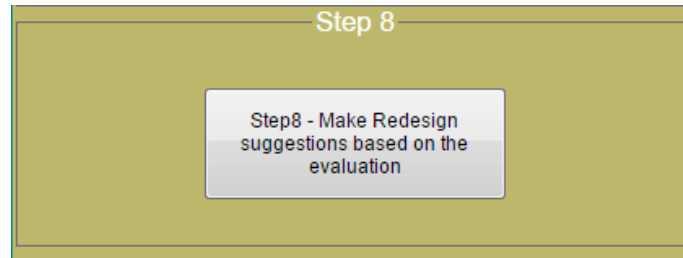 Step 8
Step8 - Make Redesign
suggestions based on the
evaluation